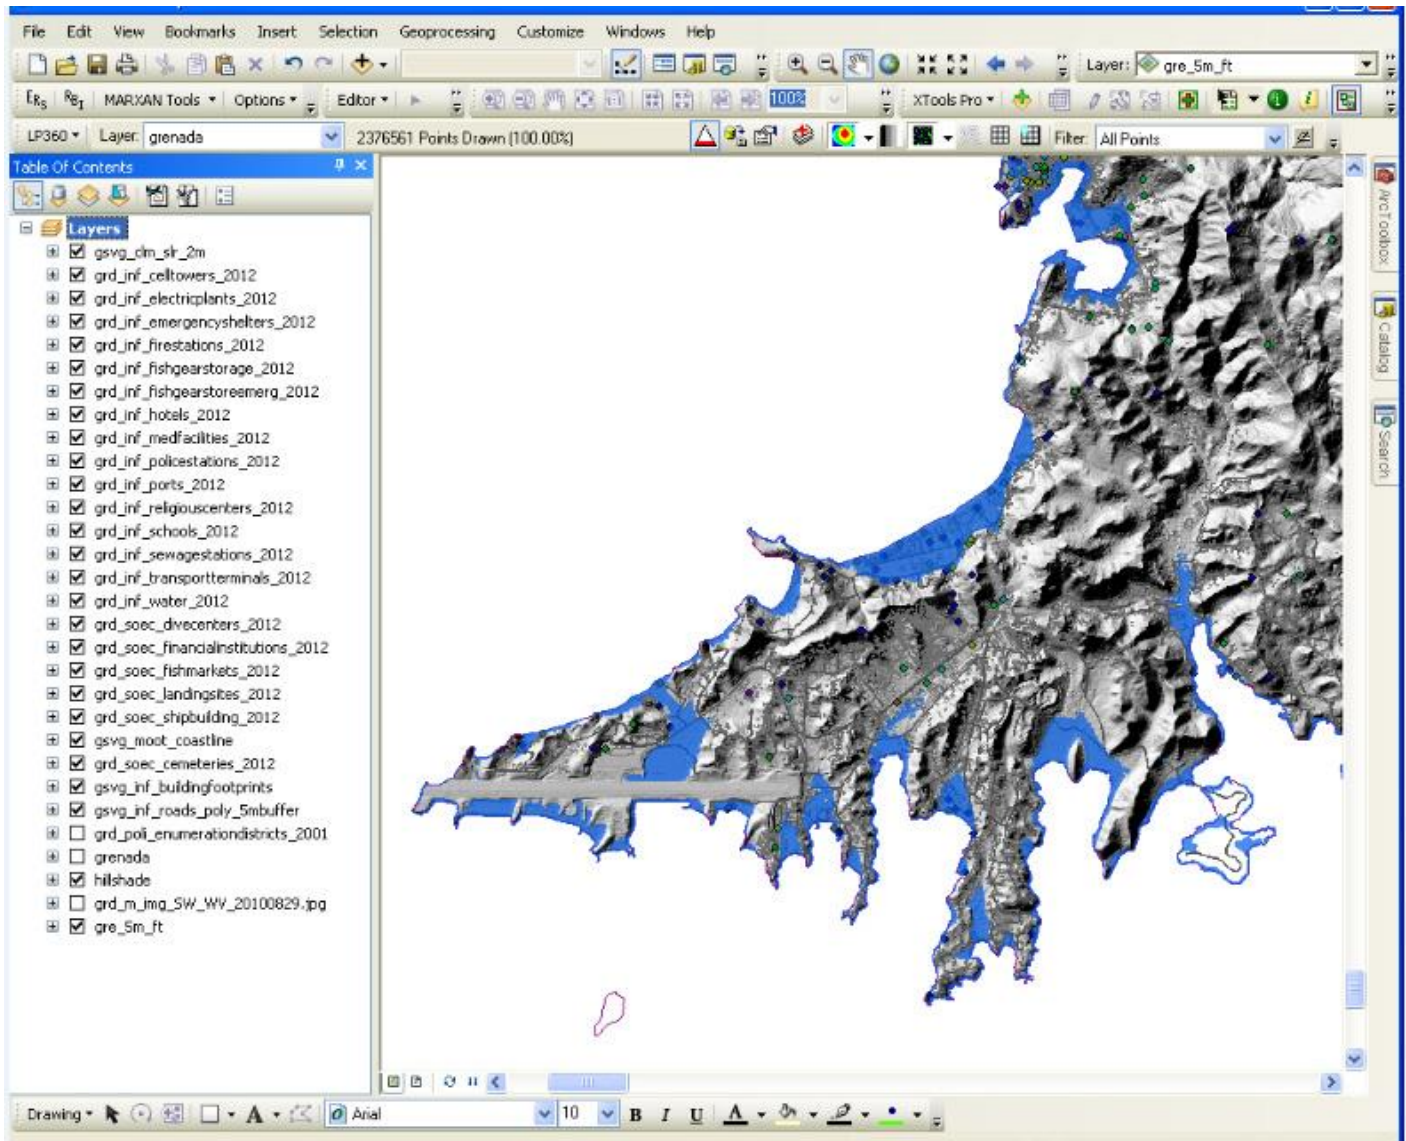 File Edit View Bookmarks Insert Selection Geoprocessing Customize Windows Help
Layer: gre_5m_ft
MARXAN Tools Options Editor 100% XTools Pro
LP360 Layer: grenada 2376561 Points Drawn (100.00%) Filter: All Points
Table Of Contents
Layers
gsvg_clm_slr_2m
grd_inf_celltowers_2012
grd_inf_electricplants_2012
grd_inf_emergencyshelters_2012
grd_inf_firestations_2012
grd_inf_fishgearstorage_2012
grd_inf_fishgearstoreemerg_2012
grd_inf_hotels_2012
grd_inf_medfacilities_2012
grd_inf_policestations_2012
grd_inf_ports_2012
grd_inf_religiouscenters_2012
grd_inf_schools_2012
grd_inf_sewagestations_2012
grd_inf_transportterminals_2012
grd_inf_water_2012
grd_soec_divecenters_2012
grd_soec_financialinstitutions_2012
grd_soec_fishmarkets_2012
grd_soec_landingsites_2012
grd_soec_shipbuilding_2012
gsvg_moot_coastline
grd_soec_cemeteries_2012
gsvg_inf_buildingfootprints
gsvg_inf_roads_poly_5mbuffer
grd_poli_enumerationdistricts_2001
grenada
hillshade
grd_m_img_SW_WV_20100829.jpg
gre_5m_ft
ArcToolbox
Catalog
Search
Drawing A Arial 10 B I U A